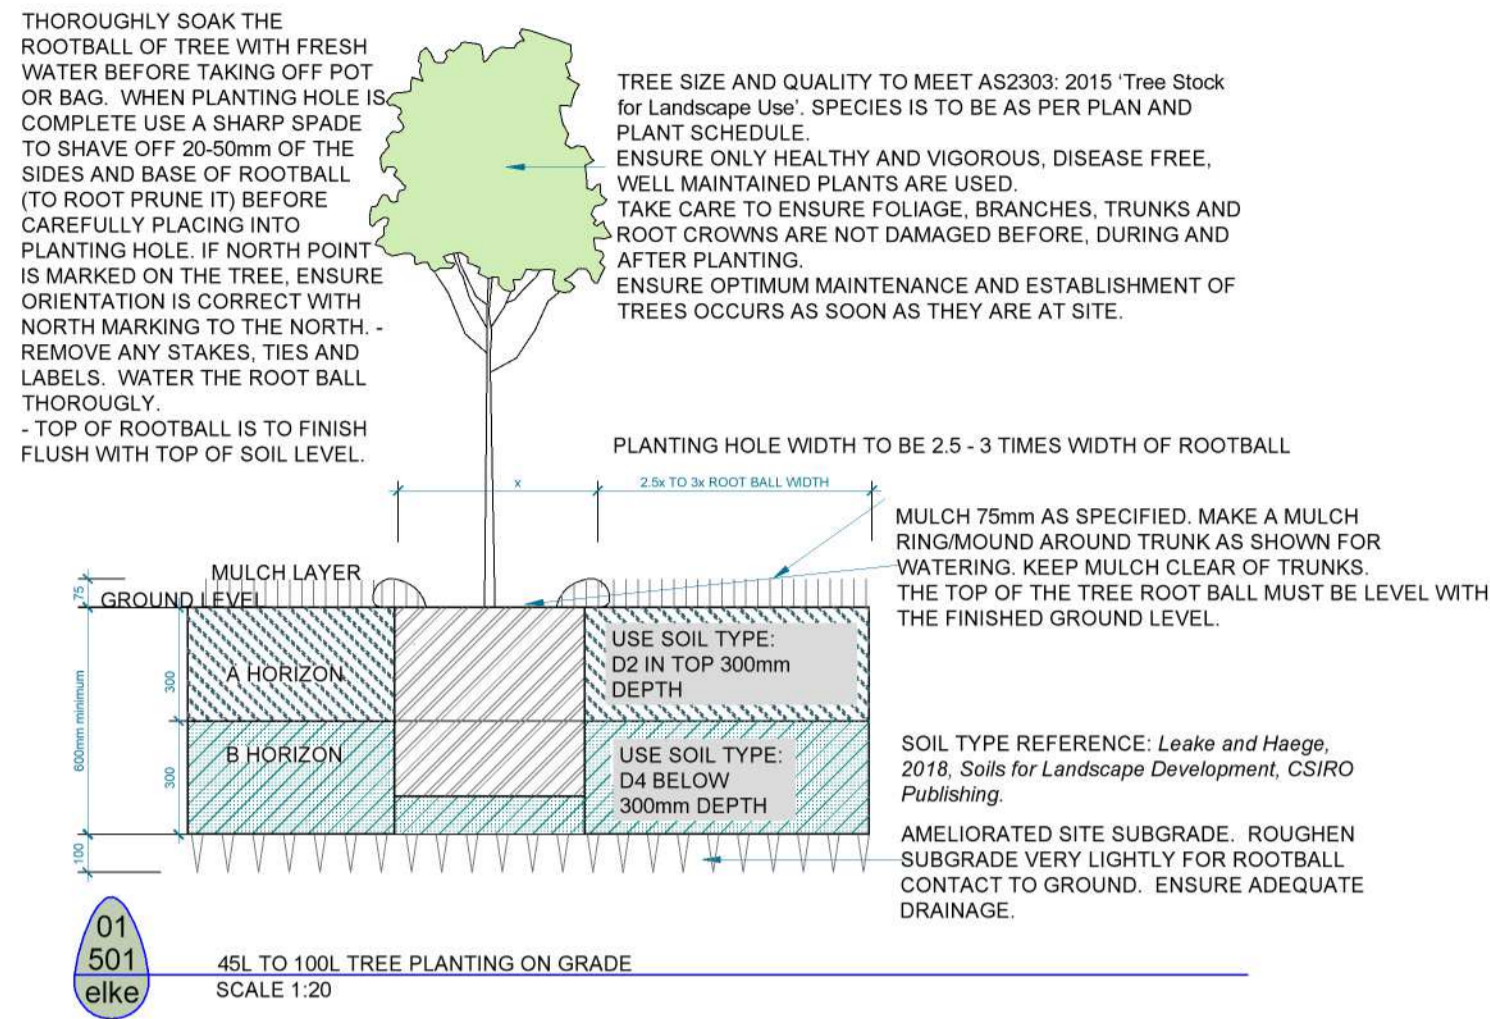 THOROUGHLY SOAK THE
ROOTBALL OF TREE WITH FRESH
WATER BEFORE TAKING OFF POT
OR BAG.  WHEN PLANTING HOLE IS
COMPLETE USE A SHARP SPADE
TO SHAVE OFF 20-50mm OF THE
SIDES AND BASE OF ROOTBALL
(TO ROOT PRUNE IT) BEFORE
CAREFULLY PLACING INTO
PLANTING HOLE. IF NORTH POINT
IS MARKED ON THE TREE, ENSURE
ORIENTATION IS CORRECT WITH
NORTH MARKING TO THE NORTH. -
REMOVE ANY STAKES, TIES AND
LABELS.  WATER THE ROOT BALL
THOROUGLY.
- TOP OF ROOTBALL IS TO FINISH
FLUSH WITH TOP OF SOIL LEVEL.
TREE SIZE AND QUALITY TO MEET AS2303: 2015 ‘Tree Stock
for Landscape Use’. SPECIES IS TO BE AS PER PLAN AND
PLANT SCHEDULE.
ENSURE ONLY HEALTHY AND VIGOROUS, DISEASE FREE,
WELL MAINTAINED PLANTS ARE USED.
TAKE CARE TO ENSURE FOLIAGE, BRANCHES, TRUNKS AND
ROOT CROWNS ARE NOT DAMAGED BEFORE, DURING AND
AFTER PLANTING.
ENSURE OPTIMUM MAINTENANCE AND ESTABLISHMENT OF
TREES OCCURS AS SOON AS THEY ARE AT SITE.
PLANTING HOLE WIDTH TO BE 2.5 - 3 TIMES WIDTH OF ROOTBALL
x
2.5x TO 3x ROOT BALL WIDTH
MULCH 75mm AS SPECIFIED. MAKE A MULCH
RING/MOUND AROUND TRUNK AS SHOWN FOR
WATERING. KEEP MULCH CLEAR OF TRUNKS.
THE TOP OF THE TREE ROOT BALL MUST BE LEVEL WITH
THE FINISHED GROUND LEVEL.
MULCH LAYER
75
GROUND LEVEL
A HORIZON
300
USE SOIL TYPE:
D2 IN TOP 300mm
DEPTH
600mm minimum
B HORIZON
300
USE SOIL TYPE:
D4 BELOW
300mm DEPTH
SOIL TYPE REFERENCE: Leake and Haege,
2018, Soils for Landscape Development, CSIRO
Publishing.
100
AMELIORATED SITE SUBGRADE.  ROUGHEN
SUBGRADE VERY LIGHTLY FOR ROOTBALL
CONTACT TO GROUND.  ENSURE ADEQUATE
DRAINAGE.
01
501
elke
45L TO 100L TREE PLANTING ON GRADE
SCALE 1:20